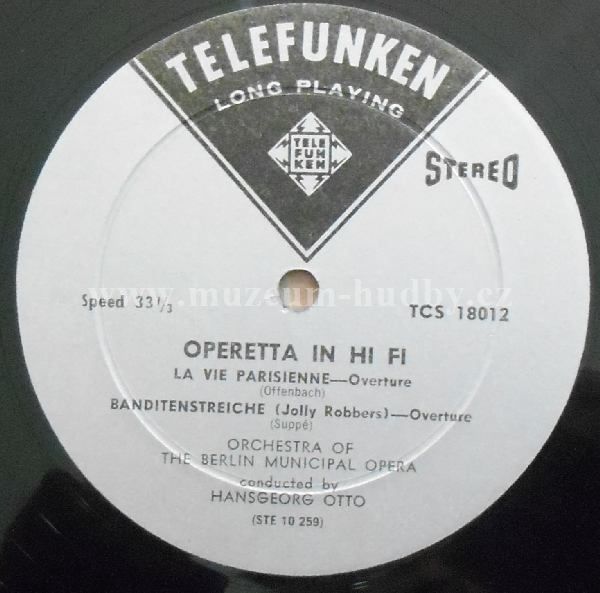 TELEFUNKEN
LONG PLAYING
TELE
FUN
KEN
STEREO
www.muzeum-hudby.cz
Speed 33 1/3
TCS 18012
OPERETTA IN HI FI
LA VIE PARISIENNE—Overture
(Offenbach)
BANDITENSTREICHE (Jolly Robbers)—Overture
(Suppé)
ORCHESTRA OF
THE BERLIN MUNICIPAL OPERA
conducted by
HANSGEORG OTTO
(STE 10 259)